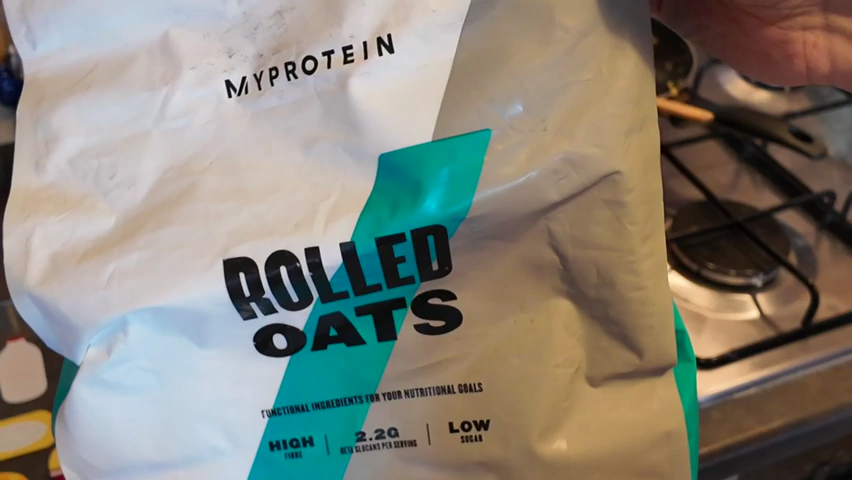 MYPROTEIN
ROLLED
OATS
FUNCTIONAL INGREDIENTS FOR YOUR NUTRITIONAL GOALS
HIGH
FIBRE
2.2G
BETA GLUCANS PER SERVING
LOW
SUGAR